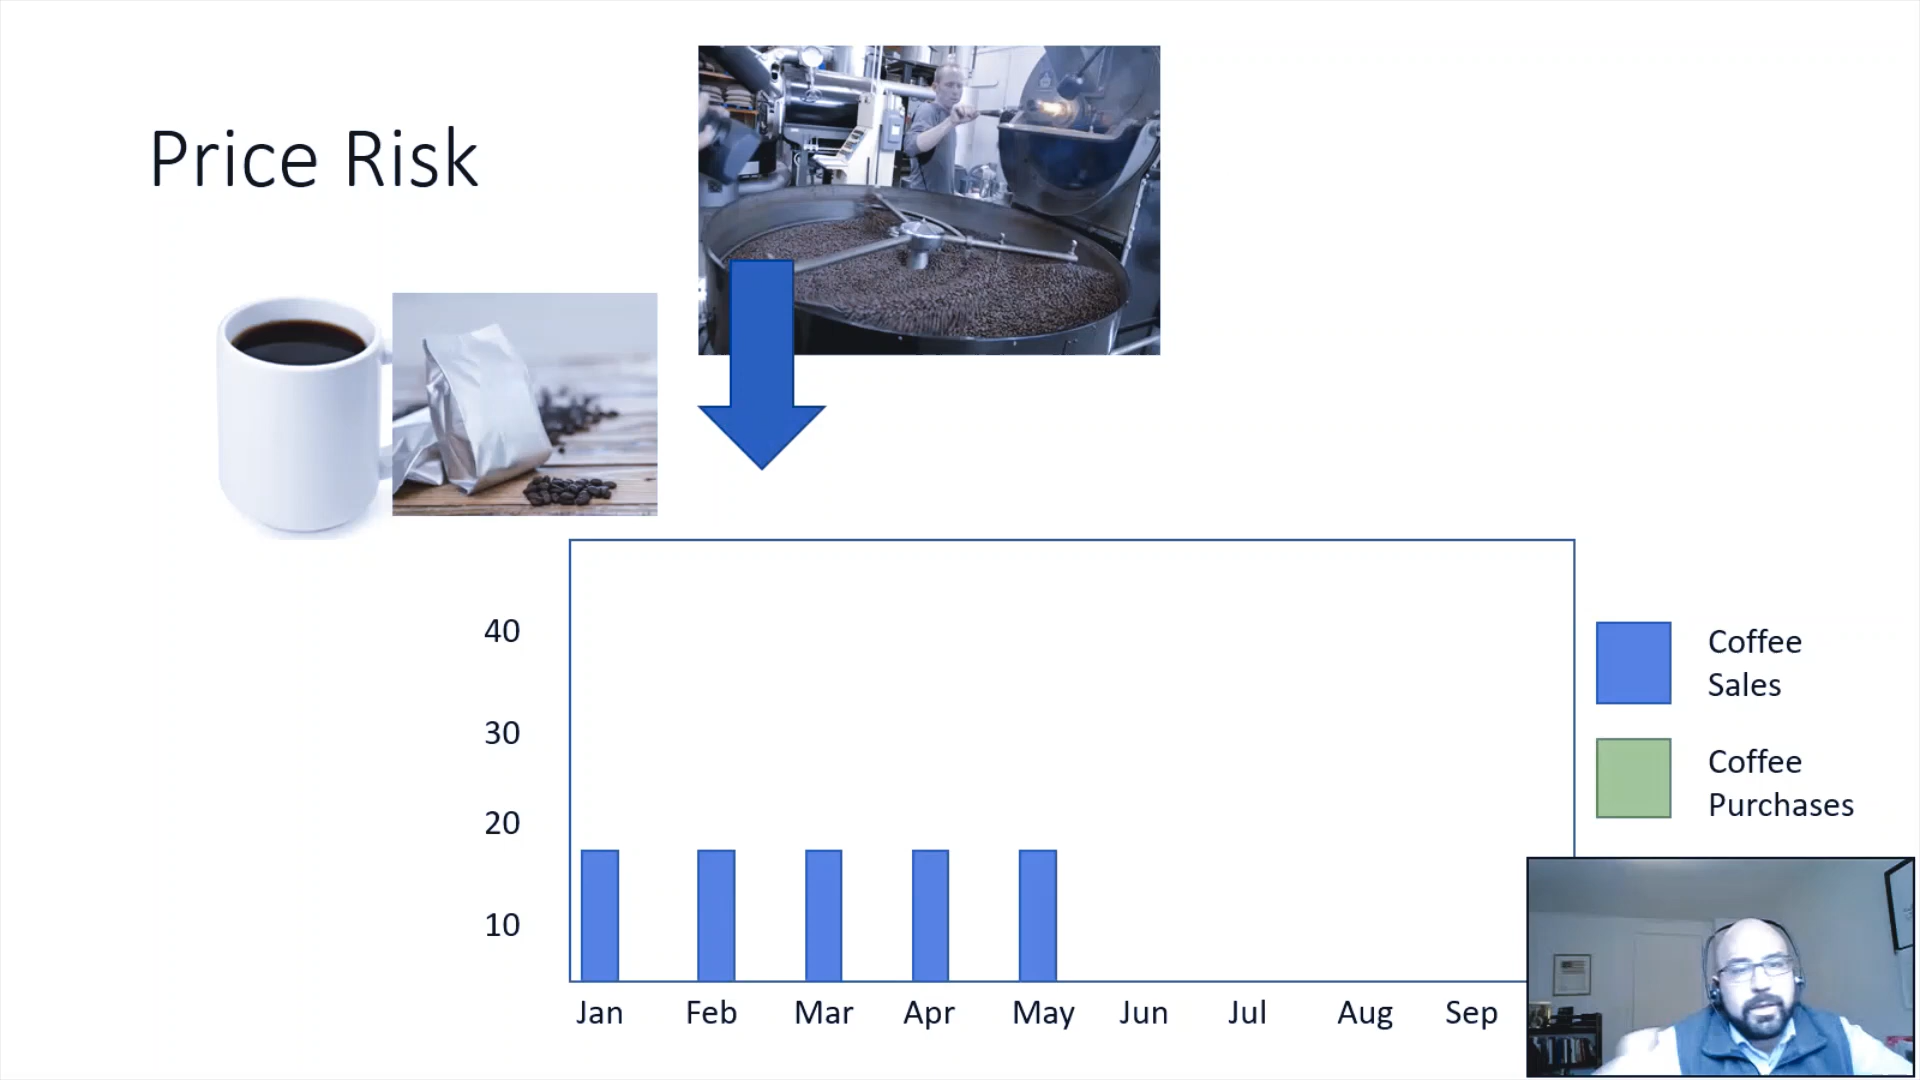 Price Risk
40
30
20
10
Coffee
Sales
Coffee
Purchases
Jan Feb Mar Apr May Jun Jul Aug Sep